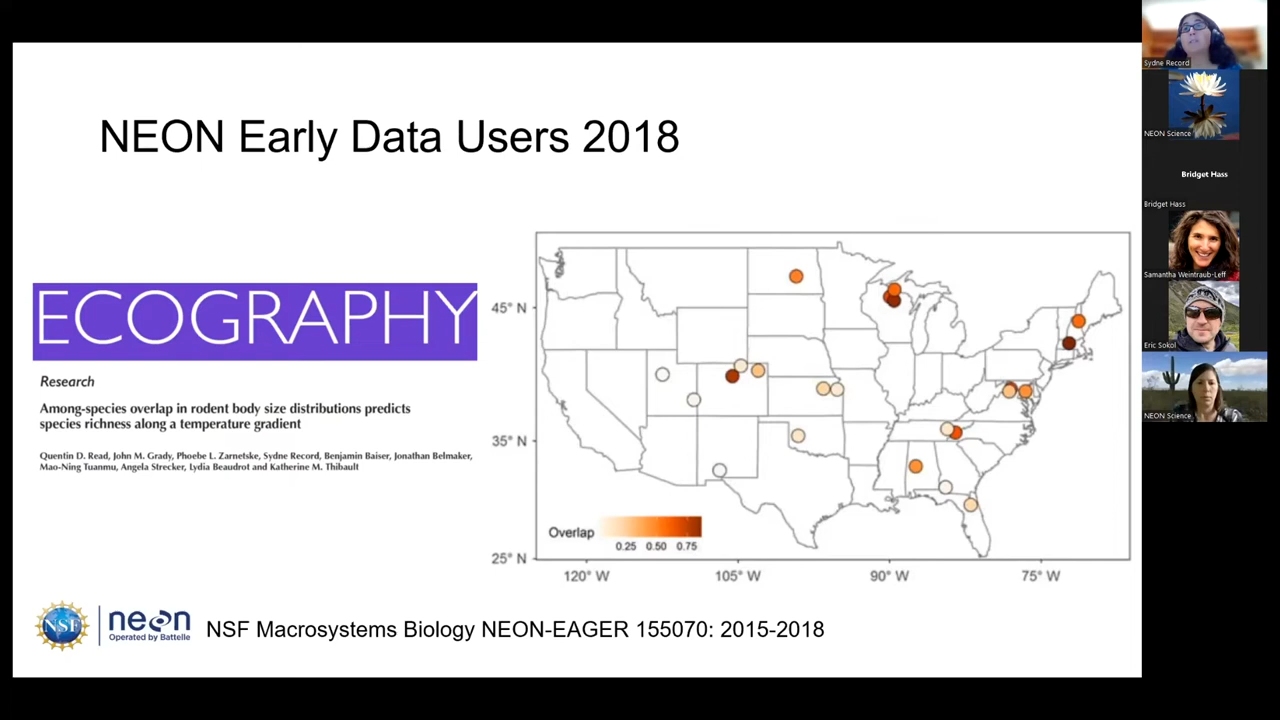 NEON Early Data Users 2018
ECOGRAPHY
Research
Among-species overlap in rodent body size distributions predicts
species richness along a temperature gradient
Quentin D. Read, John M. Grady, Phoebe L. Zarnetske, Sydne Record, Benjamin Baiser, Jonathan Belmaker,
Mao-Ning Tuanmu, Angela Strecker, Lydia Beaudrot and Katherine M. Thibault
45° N
35° N
25° N
Overlap
0.25 0.50 0.75
120° W 105° W 90° W 75° W
NSF
neon
Operated by Battelle
NSF Macrosystems Biology NEON-EAGER 155070: 2015-2018
Sydne Record
NEON Science
Bridget Hass
Bridget Hass
Samantha Weintraub-Leff
Eric Sokol
NEON Science